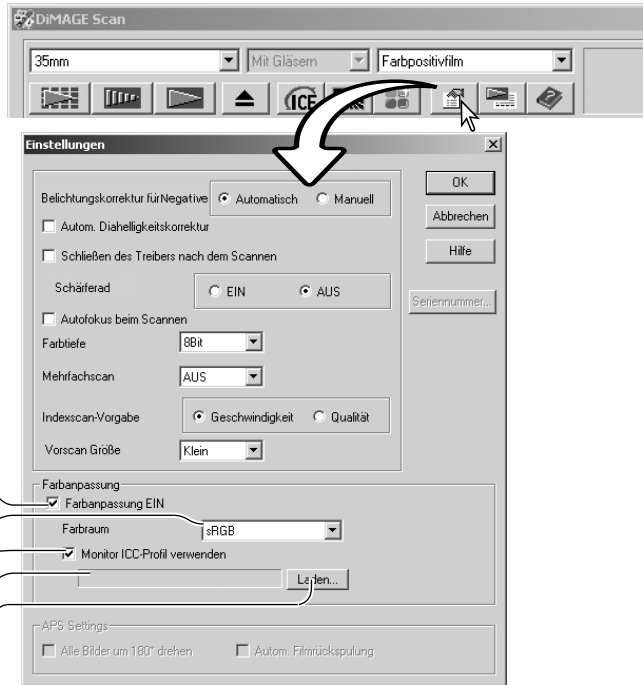 DiMAGE Scan
35mm Mit Gläsern Farbpositivfilm
ICE
Einstellungen
OK
Belichtungskorrektur fürNegative Automatisch Manuell
Abbrechen
Autom. Diahelligkeitskorrektur
Schließen des Treibers nach dem Scannen
Hilfe
Schärferad EIN AUS
Seriennummer...
Autofokus beim Scannen
Farbtiefe 8Bit
Mehrfachscan AUS
Indexscan-Vorgabe Geschwindigkeit Qualität
Vorscan Größe Klein
Farbanpassung
Farbanpassung EIN
Farbraum sRGB
Monitor ICC-Profil verwenden
Laden...
APS Settings
Alle Bilder um 180° drehen Autom. Filmrückspulung